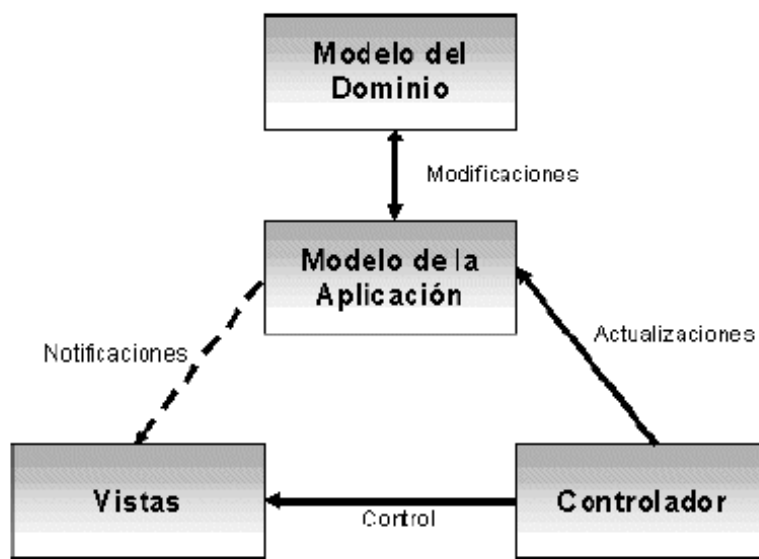 Modelo del
Dominio
Modificaciones
Modelo de la
Aplicación
Notificaciones
Actualizaciones
Vistas
Control
Controlador